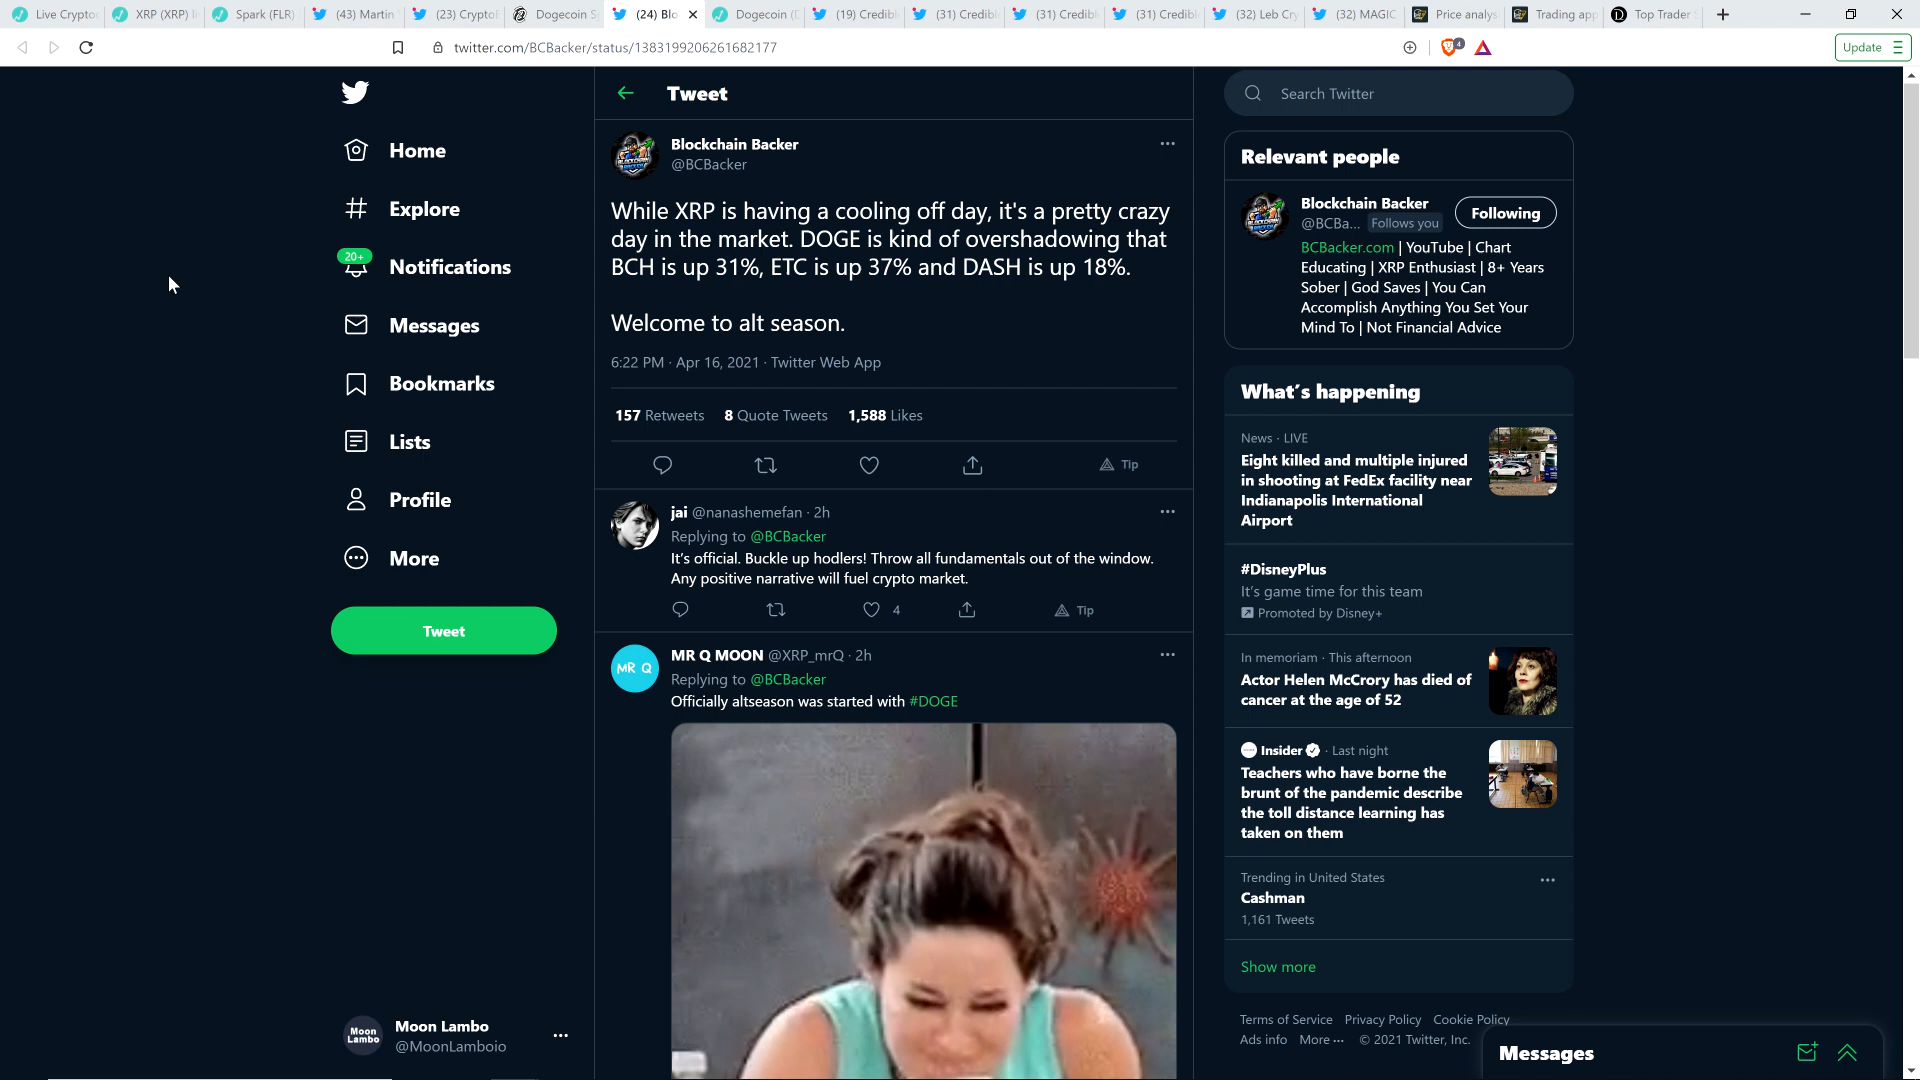 Live Crypto
XRP (XRP) li
Spark (FLR)
(43) Martin
(23) Crypto
Dogecoin S
(24) Blo
Dogecoin (
(19) Credibl
(31) Credibl
(31) Credibl
(31) Credibl
(32) Leb Cry
(32) MAGIC
Price analys
Trading app
Top Trader
twitter.com/BCBacker/status/1383199206261682177
4
Update
Home
Explore
20+
Notifications
Messages
Bookmarks
Lists
Profile
More
Tweet
Moon Lambo
Moon Lambo
@MoonLamboio
Tweet
Blockchain Backer
@BCBacker
While XRP is having a cooling off day, it's a pretty crazy
day in the market. DOGE is kind of overshadowing that
BCH is up 31%, ETC is up 37% and DASH is up 18%.
Welcome to alt season.
6:22 PM · Apr 16, 2021 · Twitter Web App
157 Retweets 8 Quote Tweets 1,588 Likes
Tip
jai @nanashemefan · 2h
Replying to @BCBacker
It's official. Buckle up hodlers! Throw all fundamentals out of the window.
Any positive narrative will fuel crypto market.
4
Tip
MR Q
MR Q MOON @XRP_mrQ · 2h
Replying to @BCBacker
Officially altseason was started with #DOGE
Search Twitter
Relevant people
Blockchain Backer
@BCBa... Follows you
Following
BCBacker.com | YouTube | Chart
Educating | XRP Enthusiast | 8+ Years
Sober | God Saves | You Can
Accomplish Anything You Set Your
Mind To | Not Financial Advice
What's happening
News · LIVE
Eight killed and multiple injured
in shooting at FedEx facility near
Indianapolis International
Airport
#DisneyPlus
It's game time for this team
Promoted by Disney+
In memoriam · This afternoon
Actor Helen McCrory has died of
cancer at the age of 52
Insider · Last night
Teachers who have borne the
brunt of the pandemic describe
the toll distance learning has
taken on them
Trending in United States
Cashman
1,161 Tweets
Show more
Terms of Service Privacy Policy Cookie Policy
Ads info More ··· © 2021 Twitter, Inc.
Messages